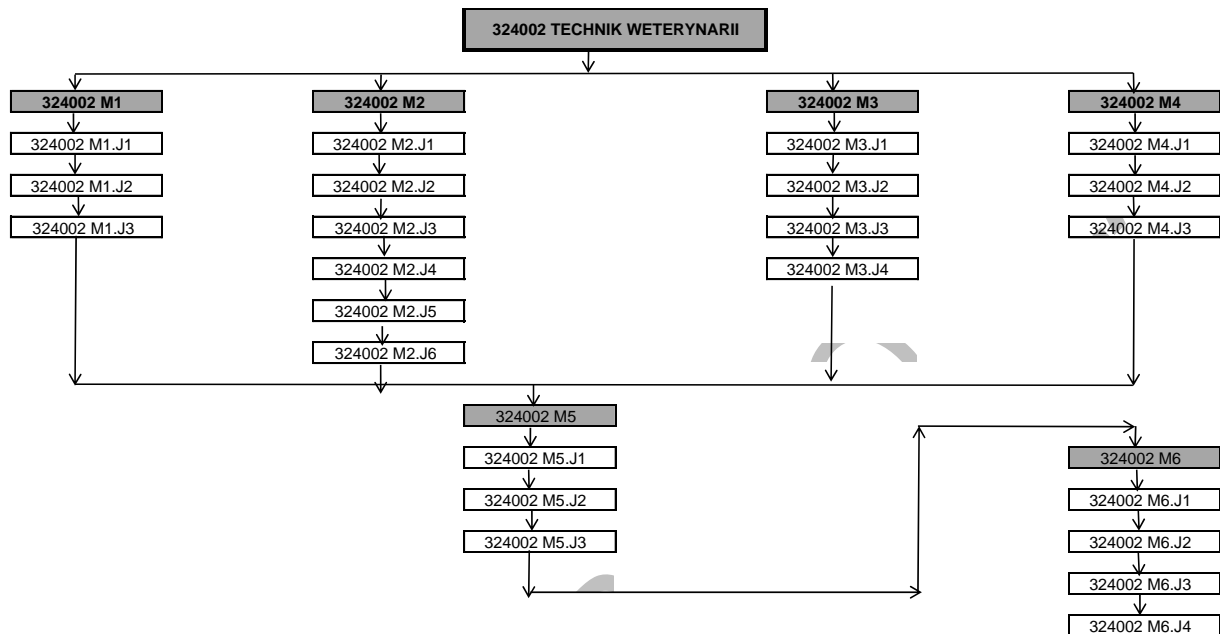 324002 TECHNIK WETERYNARII
324002 M1
324002 M2
324002 M3
324002 M4
324002 M1.J1
324002 M2.J1
324002 M3.J1
324002 M4.J1
324002 M1.J2
324002 M2.J2
324002 M3.J2
324002 M4.J2
324002 M1.J3
324002 M2.J3
324002 M3.J3
324002 M4.J3
324002 M2.J4
324002 M3.J4
324002 M2.J5
324002 M2.J6
324002 M5
324002 M5.J1
324002 M5.J2
324002 M5.J3
324002 M6
324002 M6.J1
324002 M6.J2
324002 M6.J3
324002 M6.J4